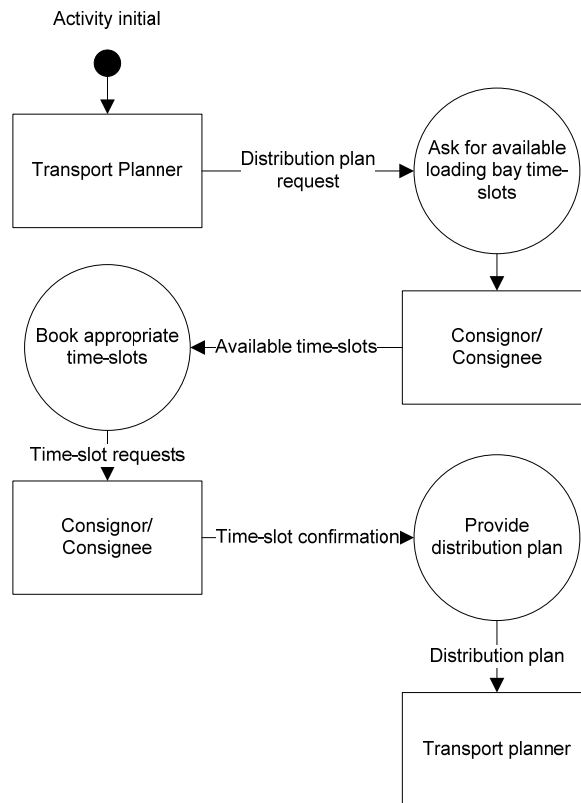 Activity initial
Transport Planner
Distribution plan
request
Ask for available
loading bay time-
slots
Book appropriate
time-slots
Available time-slots
Consignor/
Consignee
Time-slot requests
Consignor/
Consignee
Time-slot confirmation
Provide
distribution plan
Distribution plan
Transport planner